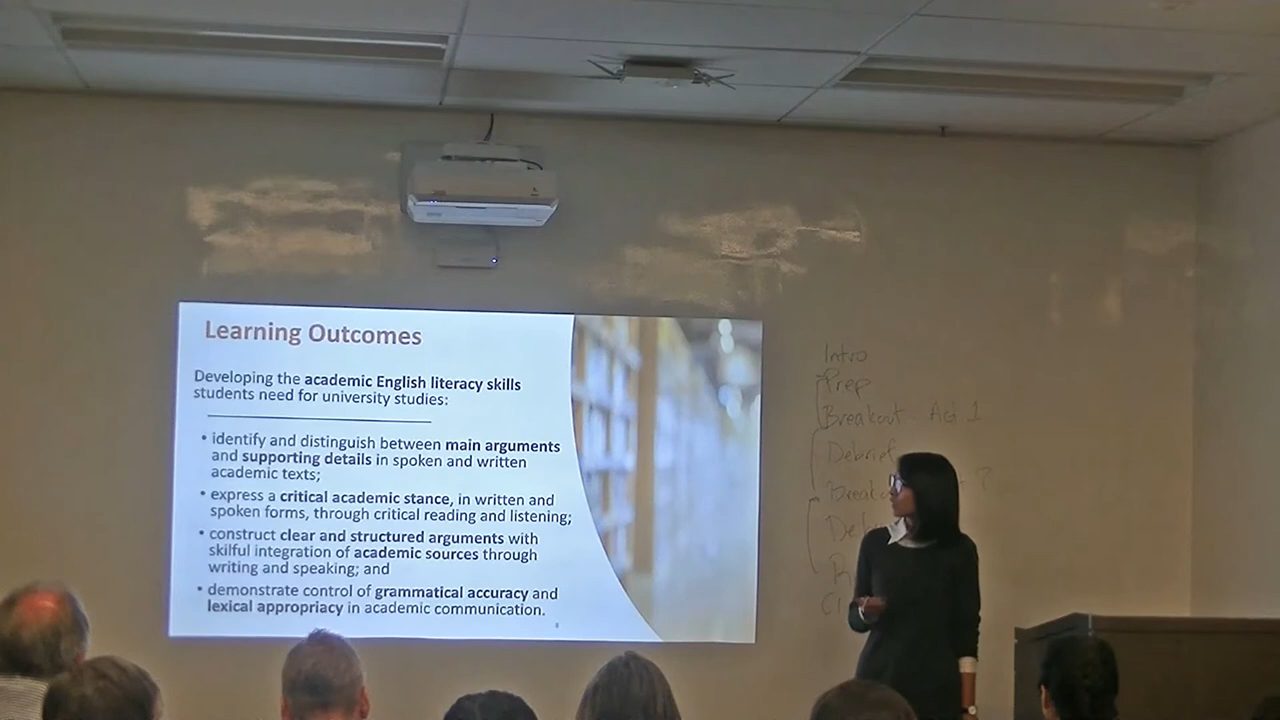 Learning Outcomes
Developing the academic English literacy skills
students need for university studies:
• identify and distinguish between main arguments
and supporting details in spoken and written
academic texts;
• express a critical academic stance, in written and
spoken forms, through critical reading and listening;
• construct clear and structured arguments with
skilful integration of academic sources through
writing and speaking; and
• demonstrate control of grammatical accuracy and
lexical appropriacy in academic communication.
8
Intro
Prep
Breakout Act 1
Debrief